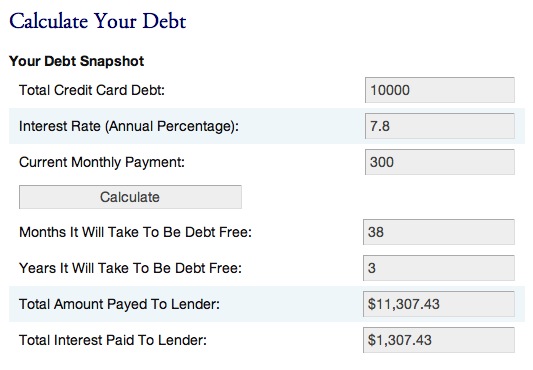 Calculate Your Debt
Your Debt Snapshot
Total Credit Card Debt: 10000
Interest Rate (Annual Percentage): 7.8
Current Monthly Payment: 300
Calculate
Months It Will Take To Be Debt Free: 38
Years It Will Take To Be Debt Free: 3
Total Amount Payed To Lender: $11,307.43
Total Interest Paid To Lender: $1,307.43